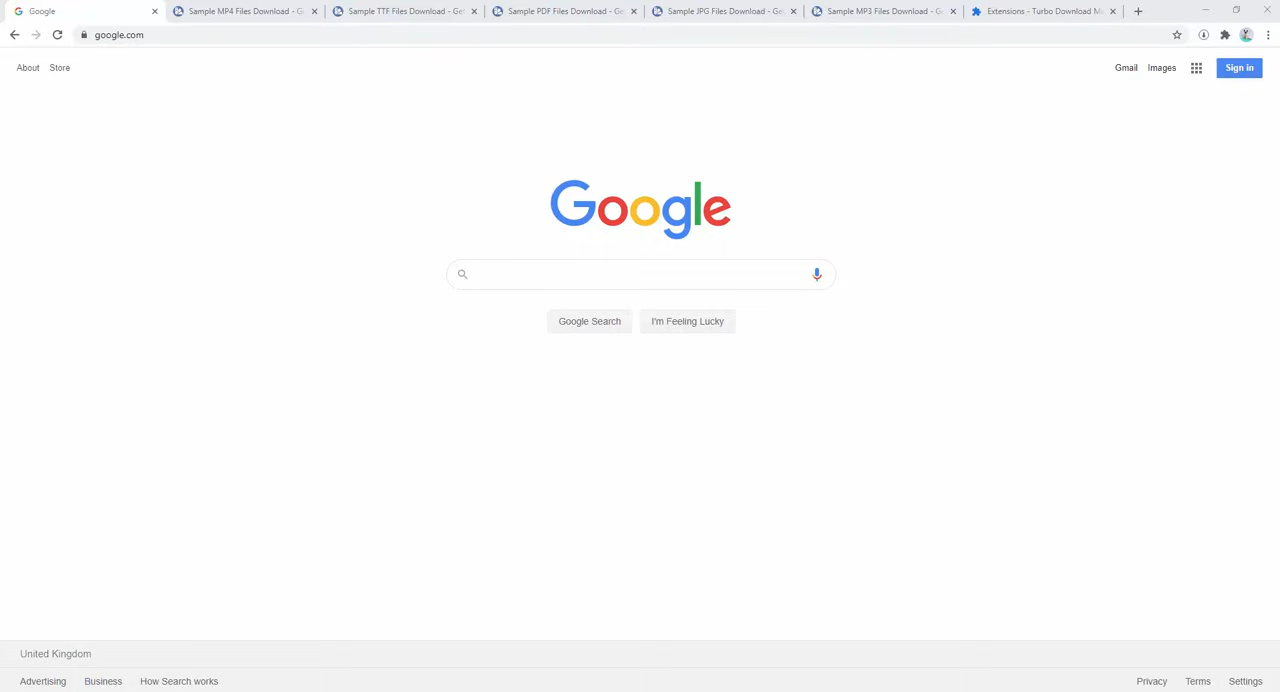 Google
Sample MP4 Files Download - Ge
Sample TTF Files Download - Get
Sample PDF Files Download - Ge
Sample JPG Files Download - Ge
Sample MP3 Files Download - G
Extensions - Turbo Download M
google.com
About Store
Gmail Images Sign in
Google
Google Search I'm Feeling Lucky
United Kingdom
Advertising Business How Search works
Privacy Terms Settings